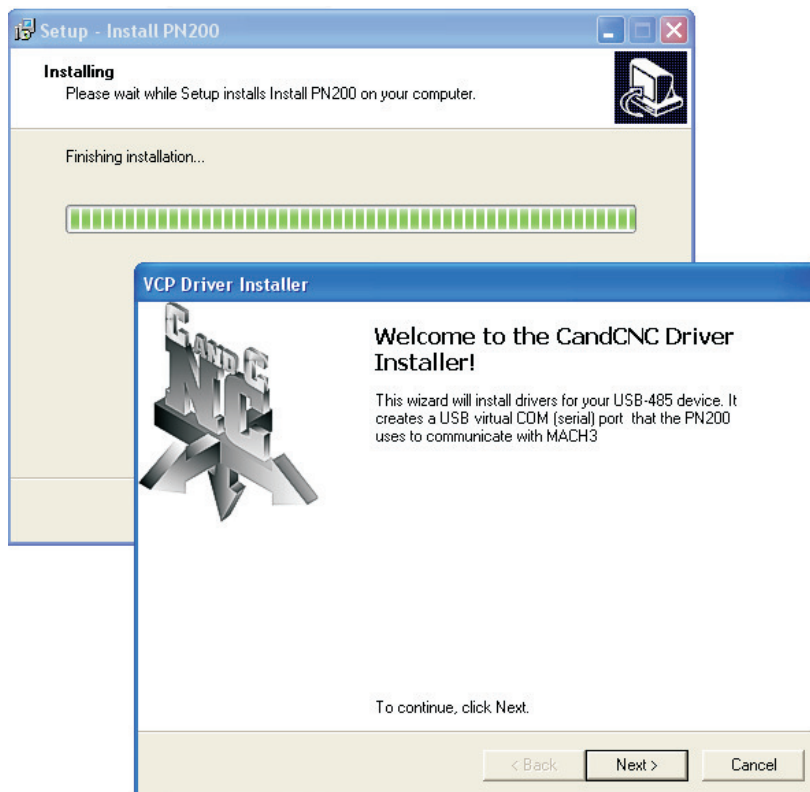 Setup - Install PN200
Installing
Please wait while Setup installs Install PN200 on your computer.
Finishing installation...
VCP Driver Installer
C AND C
NC
Welcome to the CandCNC Driver
Installer!
This wizard will install drivers for your USB-485 device. It
creates a USB virtual COM (serial) port that the PN200
uses to communicate with MACH3
To continue, click Next.
< Back
Next >
Cancel